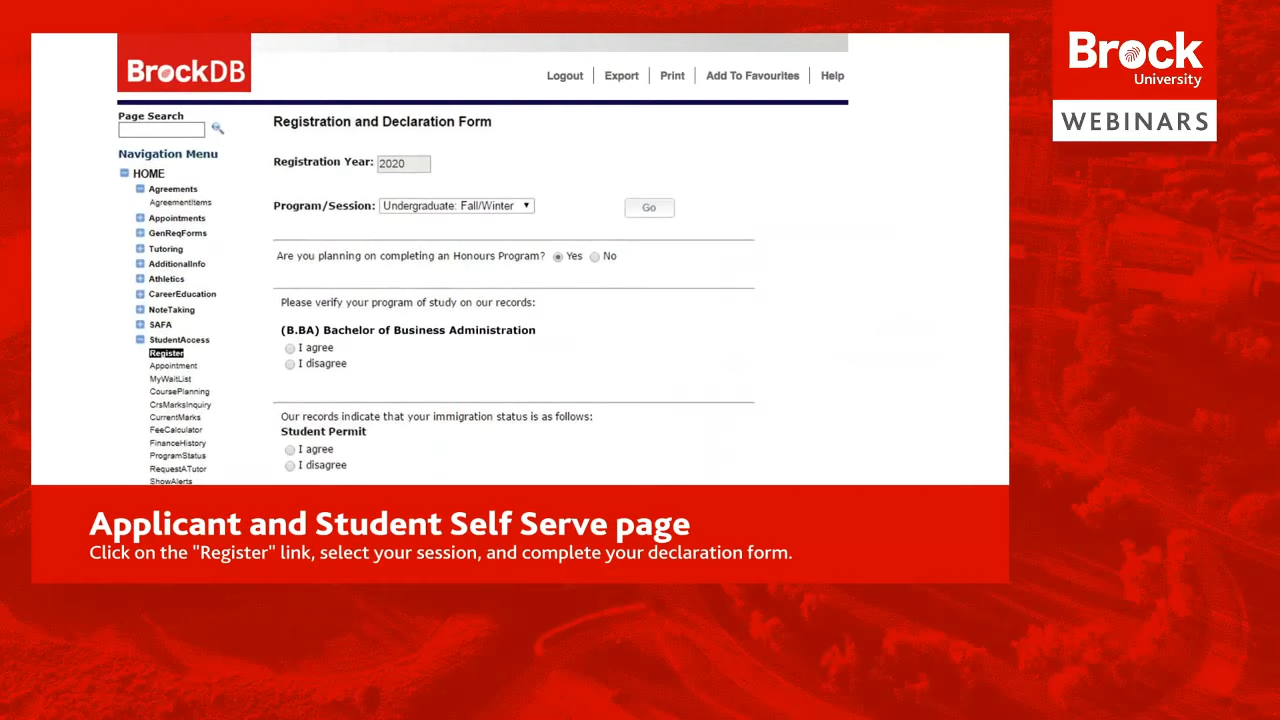 Brock
University
WEBINARS
BrockDB
Logout Export Print Add To Favourites Help
Page Search
Navigation Menu
HOME
Agreements
AgreementItems
Appointments
GenReqForms
Tutoring
AdditionalInfo
Athletics
CareerEducation
NoteTaking
SAFA
StudentAccess
Register
Appointment
MyWaitList
CoursePlanning
CrsMarksInquiry
CurrentMarks
FeeCalculator
FinanceHistory
ProgramStatus
RequestATutor
ShowAlerts
Registration and Declaration Form
Registration Year: 2020
Program/Session: Undergraduate: Fall/Winter Go
Are you planning on completing an Honours Program? Yes No
Please verify your program of study on our records:
(B.BA) Bachelor of Business Administration
I agree
I disagree
Our records indicate that your immigration status is as follows:
Student Permit
I agree
I disagree
Applicant and Student Self Serve page
Click on the "Register" link, select your session, and complete your declaration form.